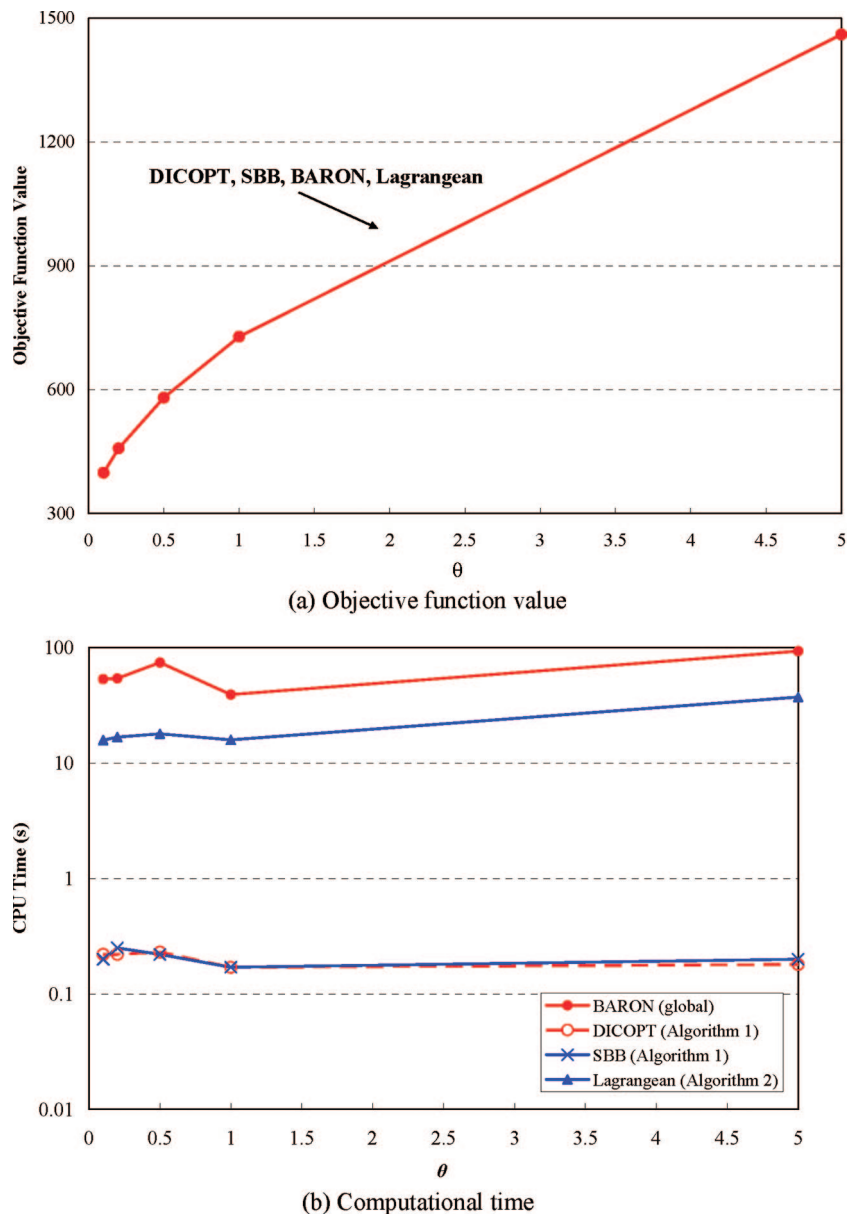 1500
1200
900
600
300
Objective Function Value
DICOPT, SBB, BARON, Lagrangean
0 0.5 1 1.5 2 2.5 3 3.5 4 4.5 5
θ
(a) Objective function value
100
10
1
0.1
0.01
CPU Time (s)
BARON (global)
DICOPT (Algorithm 1)
SBB (Algorithm 1)
Lagrangean (Algorithm 2)
0 0.5 1 1.5 2 2.5 3 3.5 4 4.5 5
θ
(b) Computational time